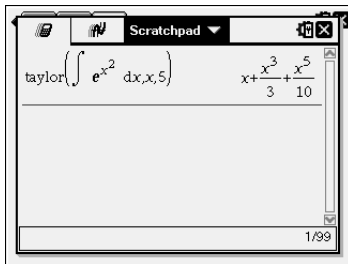 Scratchpad
taylor(∫ e^{x^2} dx,x,5) x+x^3/3+x^5/10
1/99